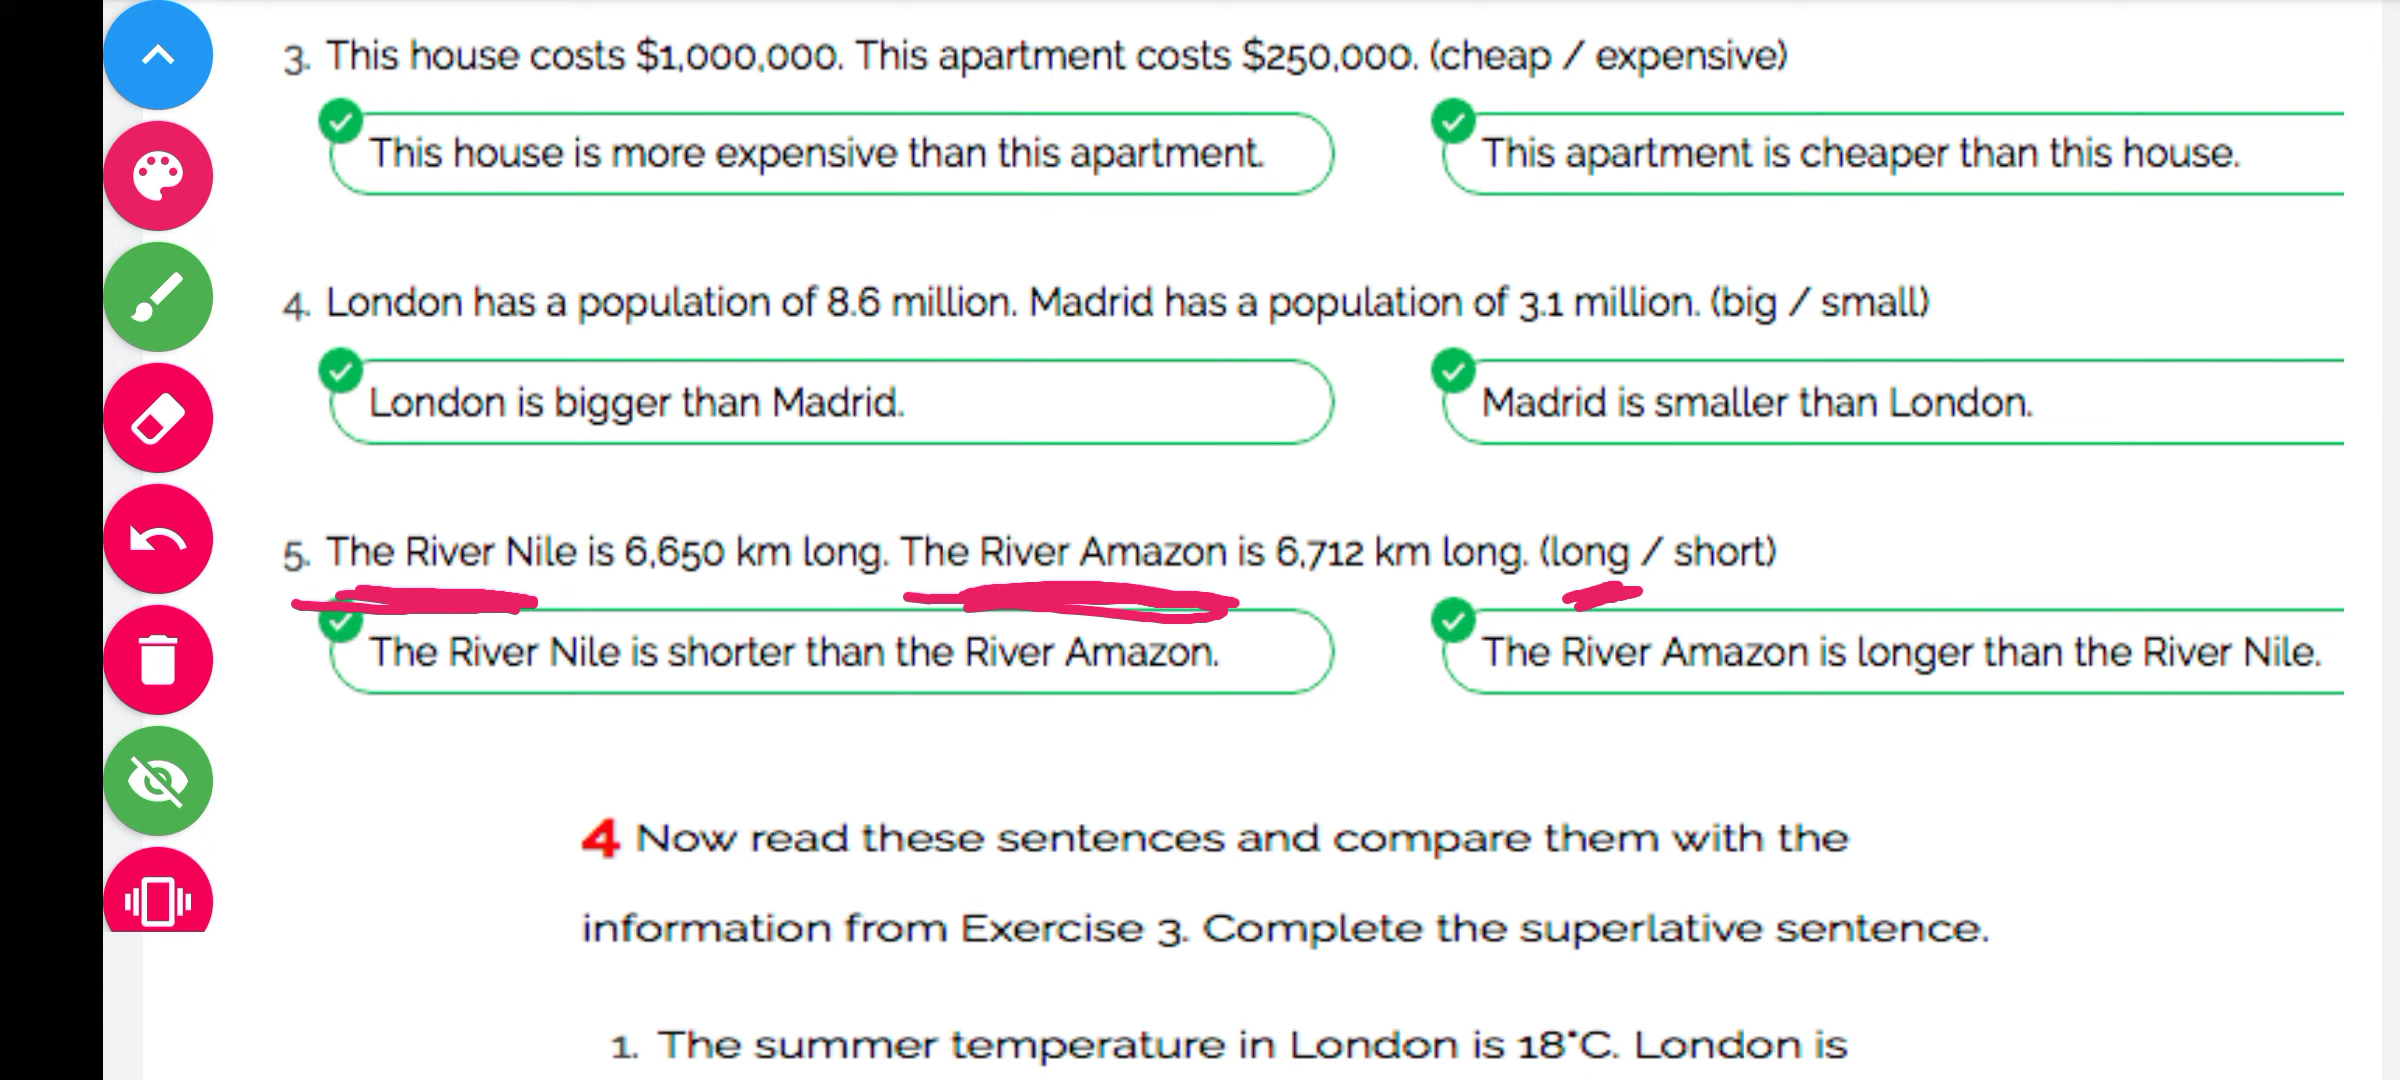 3. This house costs $1,000,000. This apartment costs $250,000. (cheap / expensive)
This house is more expensive than this apartment. This apartment is cheaper than this house.
4. London has a population of 8.6 million. Madrid has a population of 3.1 million. (big / small)
London is bigger than Madrid. Madrid is smaller than London.
5. The River Nile is 6,650 km long. The River Amazon is 6,712 km long. (long / short)
The River Nile is shorter than the River Amazon. The River Amazon is longer than the River Nile.
4 Now read these sentences and compare them with the
information from Exercise 3. Complete the superlative sentence.
1. The summer temperature in London is 18°C. London is